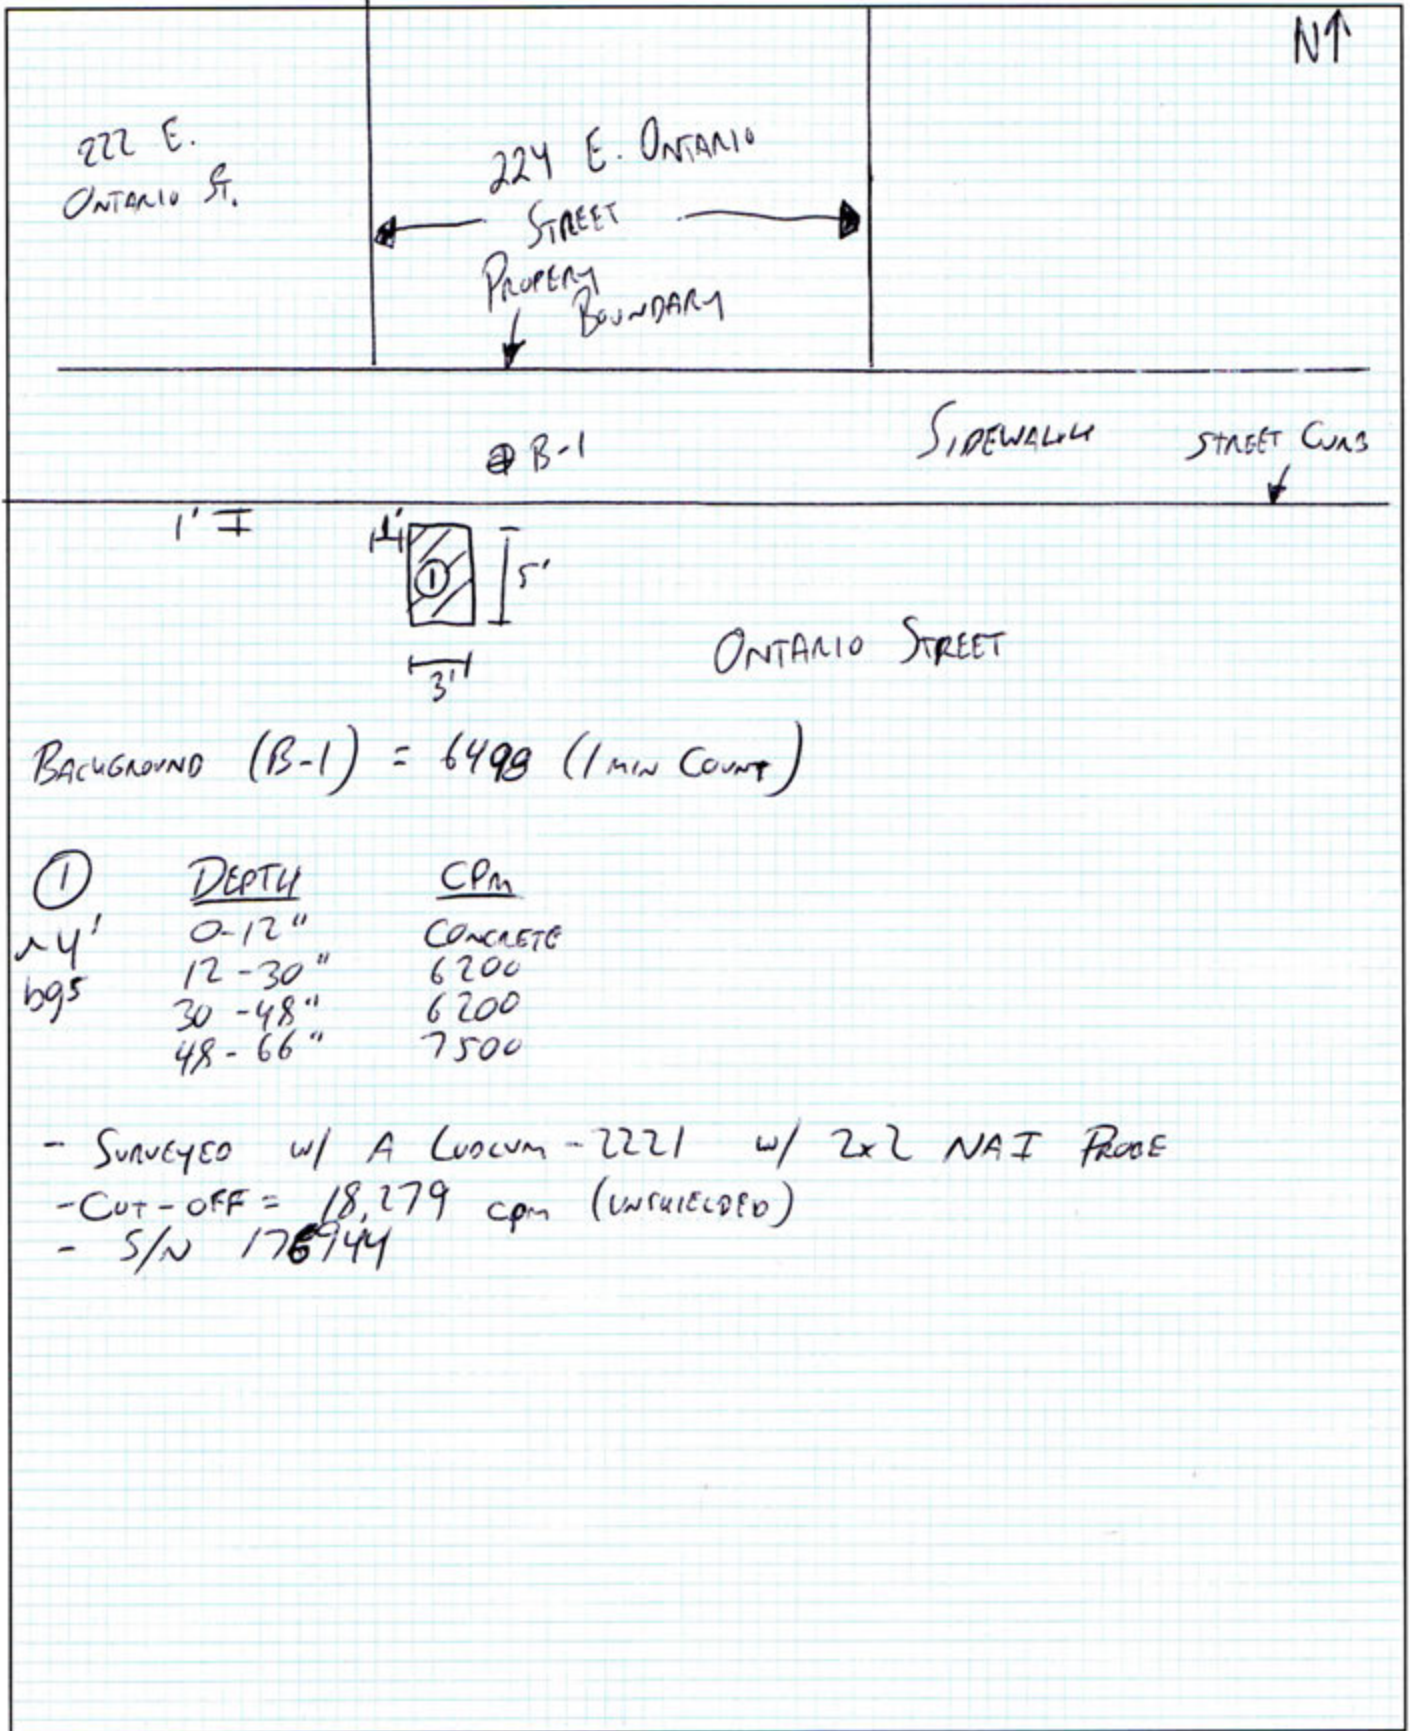 N↑
222 E.
ONTARIO ST.
224 E. ONTARIO
STREET
PROPERY
BOUNDARY
B-1
SIDEWALK
STREET CURB
1'
1'
①
5'
3'
ONTARIO STREET
BACKGROUND (B-1) = 6498 (1 MIN COUNT)
① DEPTH CPM
~4' 0-12" CONCRETE
bgs 12-30" 6200
30-48" 6200
48-66" 7500
- SURVEYED W/ A LUDLUM-2221 W/ 2x2 NAI PROBE
- CUT-OFF = 18,279 cpm (UNSHIELDED)
- S/N 176944